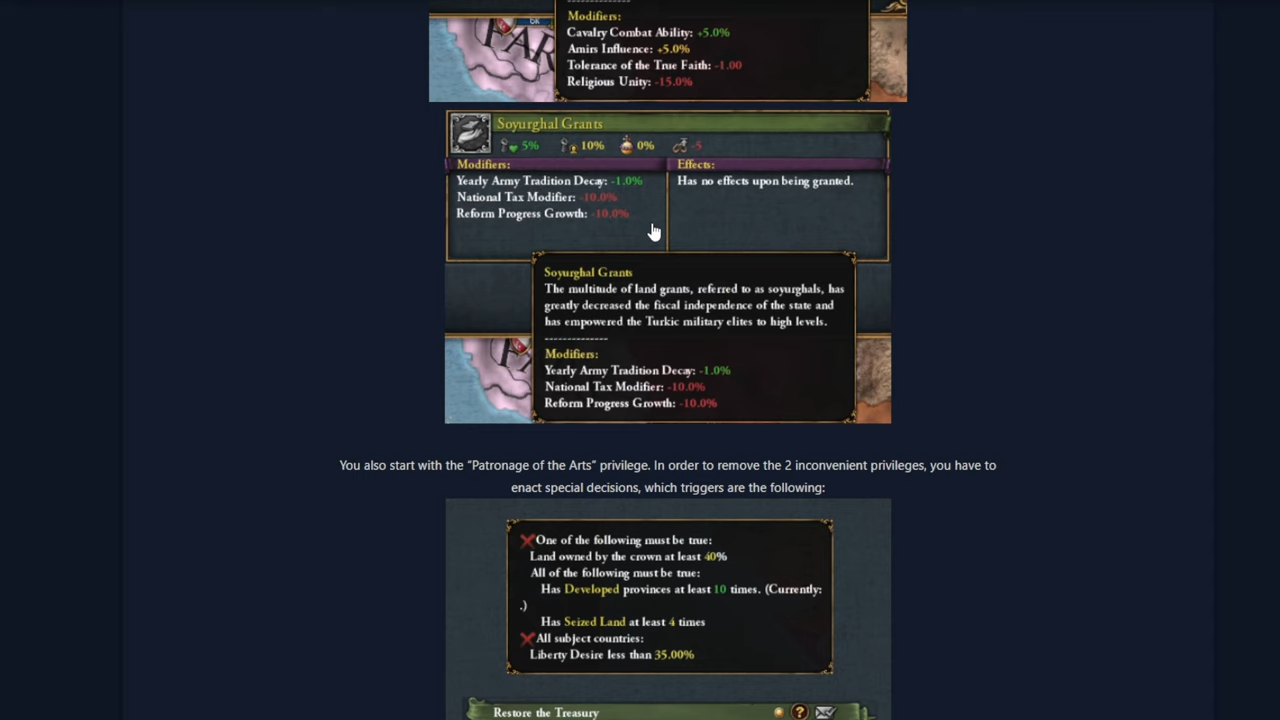 6K
FAR
Modifiers:
Cavalry Combat Ability: +5.0%
Amirs Influence: +5.0%
Tolerance of the True Faith: -1.00
Religious Unity: -15.0%
Soyurghal Grants
5% 10% 0% -5
Modifiers: Effects:
Yearly Army Tradition Decay: -1.0% Has no effects upon being granted.
National Tax Modifier: -10.0%
Reform Progress Growth: -10.0%
Soyurghal Grants
The multitude of land grants, referred to as soyurghals, has
greatly decreased the fiscal independence of the state and
has empowered the Turkic military elites to high levels.
--------------
Modifiers:
Yearly Army Tradition Decay: -1.0%
National Tax Modifier: -10.0%
Reform Progress Growth: -10.0%
You also start with the “Patronage of the Arts” privilege. In order to remove the 2 inconvenient privileges, you have to
enact special decisions, which triggers are the following:
One of the following must be true:
Land owned by the crown at least 40%
All of the following must be true:
Has Developed provinces at least 10 times. (Currently:
.)
Has Seized Land at least 4 times
All subject countries:
Liberty Desire less than 35.00%
Restore the Treasury